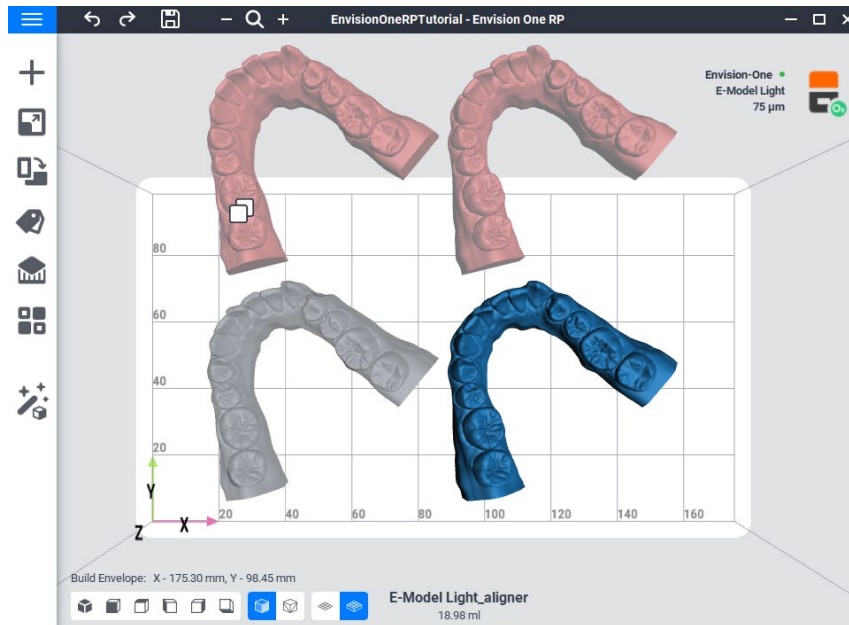 EnvisionOneRPTutorial - Envision One RP
Envision-One
E-Model Light
75 µm
80
60
40
20
Y
Z
X
20
40
60
80
100
120
140
160
Build Envelope: X - 175.30 mm, Y - 98.45 mm
E-Model Light_aligner
18.98 ml